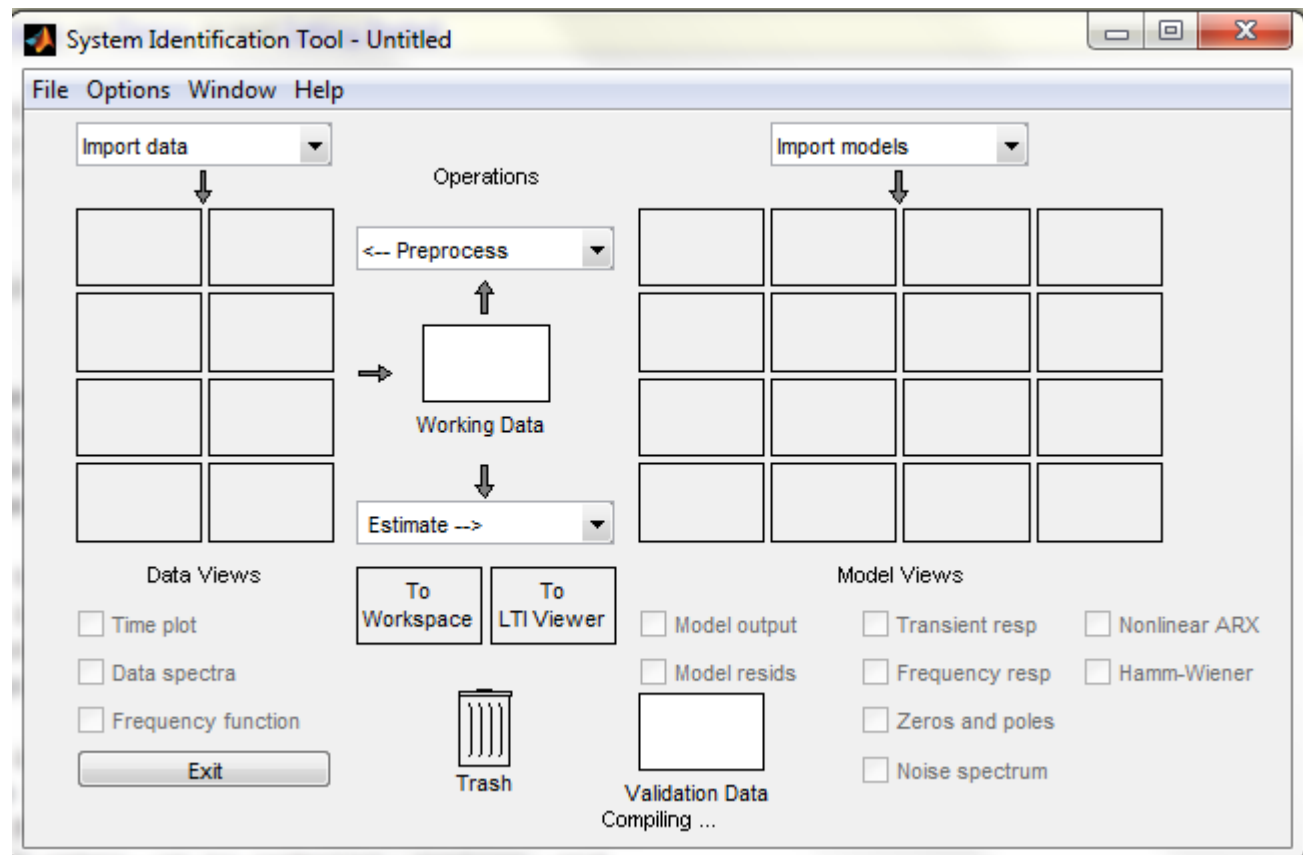 System Identification Tool - Untitled
File Options Window Help
Import data
Import models
Operations
<-- Preprocess
Working Data
Estimate -->
Data Views
Model Views
To
Workspace
To
LTI Viewer
Time plot
Data spectra
Frequency function
Exit
Trash
Model output
Model resids
Transient resp
Frequency resp
Zeros and poles
Noise spectrum
Nonlinear ARX
Hamm-Wiener
Validation Data
Compiling ...